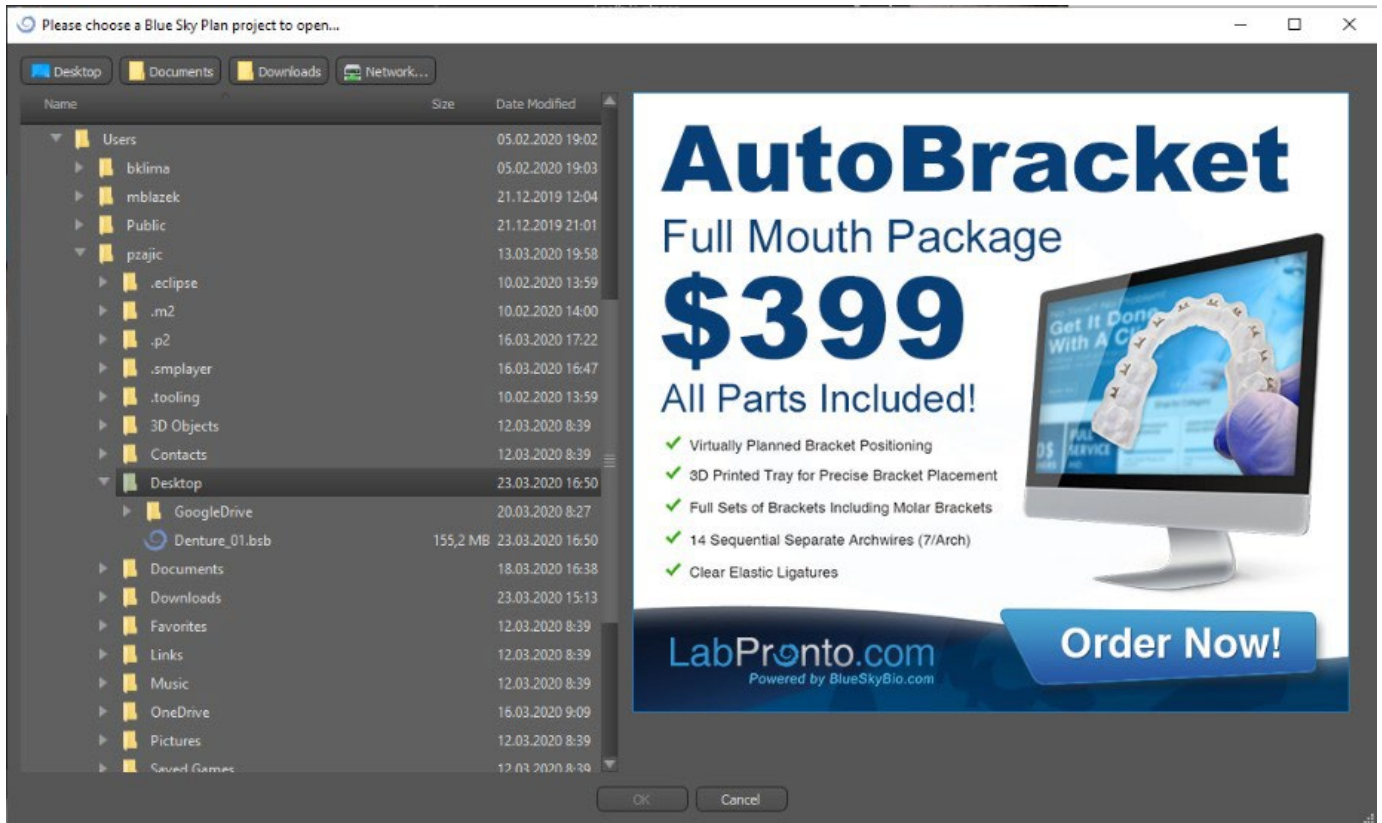 Please choose a Blue Sky Plan project to open...
Desktop Documents Downloads Network...
Name Size Date Modified
Users 05.02.2020 19:02
bklima 05.02.2020 19:03
mblazek 21.12.2019 12:04
Public 21.12.2019 21:01
pzajic 13.03.2020 19:58
.eclipse 10.02.2020 13:59
.m2 10.02.2020 14:00
.p2 16.03.2020 17:22
.smplayer 16.03.2020 16:47
.tooling 10.02.2020 13:59
3D Objects 12.03.2020 8:39
Contacts 12.03.2020 8:39
Desktop 23.03.2020 16:50
GoogleDrive 20.03.2020 8:27
Denture_01.bsb 155,2 MB 23.03.2020 16:50
Documents 18.03.2020 16:38
Downloads 23.03.2020 15:13
Favorites 12.03.2020 8:39
Links 12.03.2020 8:39
Music 12.03.2020 8:39
OneDrive 16.03.2020 9:09
Pictures 12.03.2020 8:39
Saved Games 12.03.2020 8:39
AutoBracket
Full Mouth Package
$399
All Parts Included!
Virtually Planned Bracket Positioning
3D Printed Tray for Precise Bracket Placement
Full Sets of Brackets Including Molar Brackets
14 Sequential Separate Archwires (7/Arch)
Clear Elastic Ligatures
Get It Done
With A
FULL
SERVICE
LabPronto.com
Powered by BlueSkyBio.com
Order Now!
OK Cancel